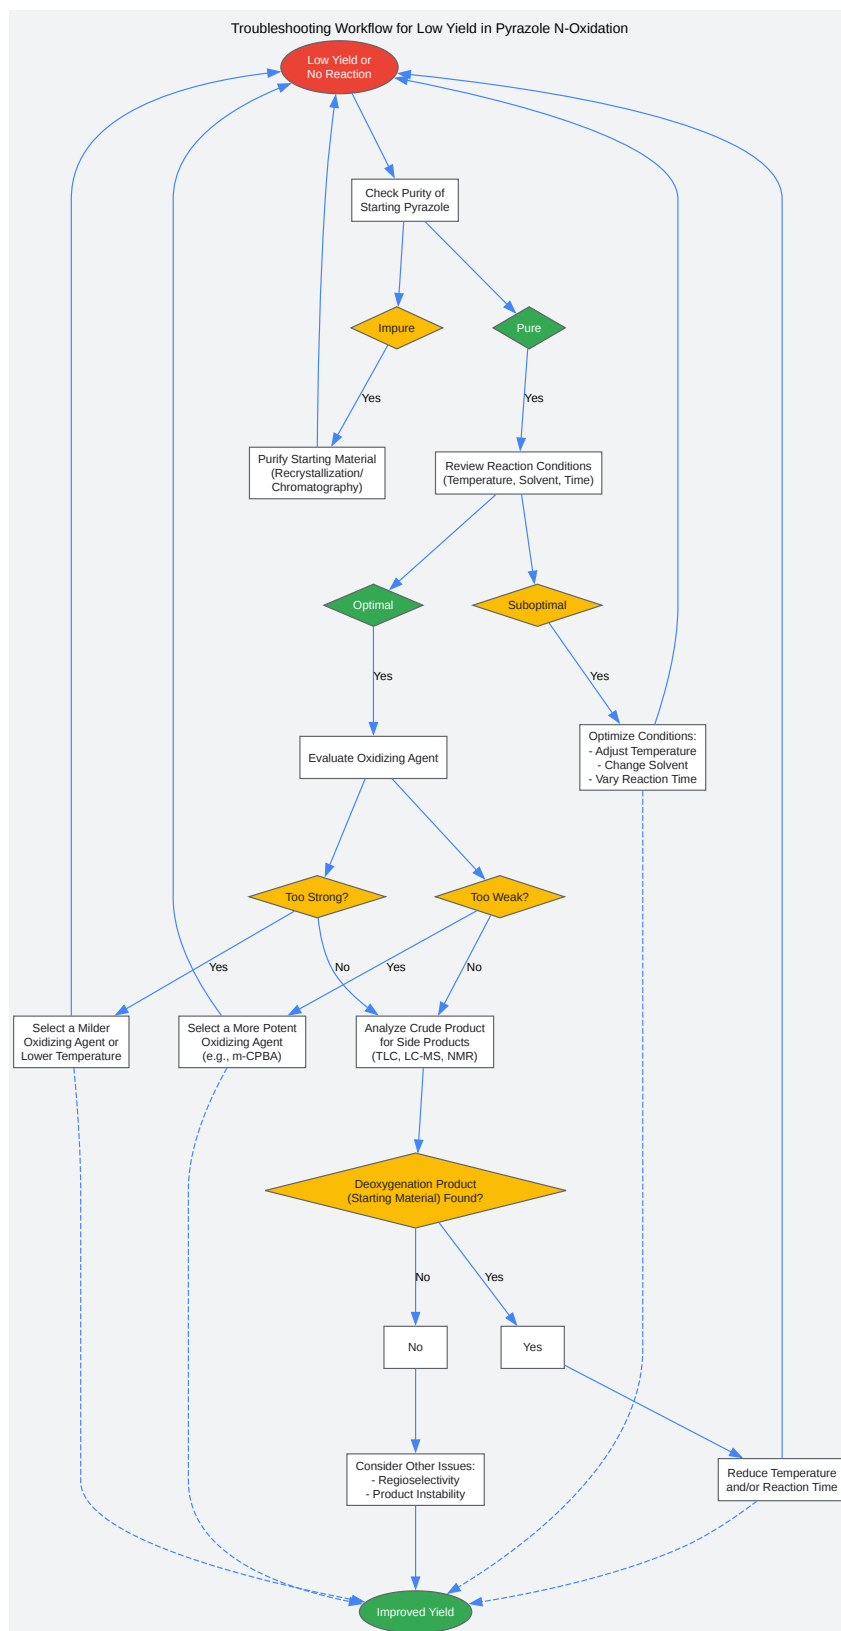 Troubleshooting Workflow for Low Yield in Pyrazole N-Oxidation
Low Yield or
No Reaction
Check Purity of
Starting Pyrazole
Impure
Pure
Yes
Yes
Purify Starting Material
(Recrystallization/
Chromatography)
Review Reaction Conditions
(Temperature, Solvent, Time)
Optimal
Suboptimal
Yes
Yes
Evaluate Oxidizing Agent
Optimize Conditions:
- Adjust Temperature
- Change Solvent
- Vary Reaction Time
Too Strong?
Too Weak?
Yes
No
Yes
No
Select a Milder
Oxidizing Agent or
Lower Temperature
Select a More Potent
Oxidizing Agent
(e.g., m-CPBA)
Analyze Crude Product
for Side Products
(TLC, LC-MS, NMR)
Deoxygenation Product
(Starting Material) Found?
No
Yes
No
Yes
Consider Other Issues:
- Regioselectivity
- Product Instability
Reduce Temperature
and/or Reaction Time
Improved Yield